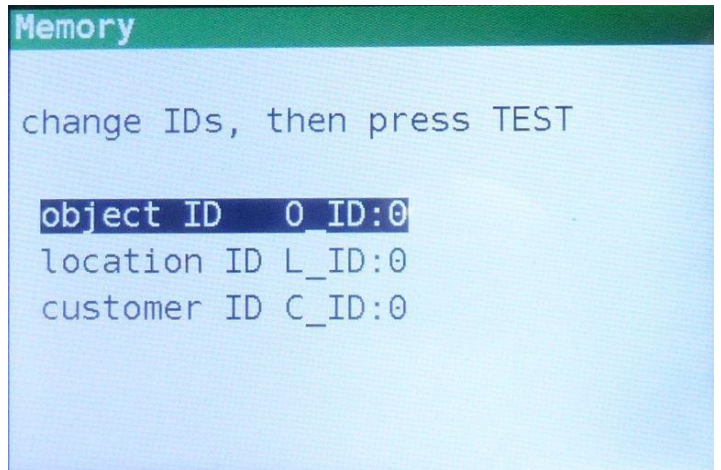 Memory
change IDs, then press TEST
object ID   O_ID:0
location ID L_ID:0
customer ID C_ID:0